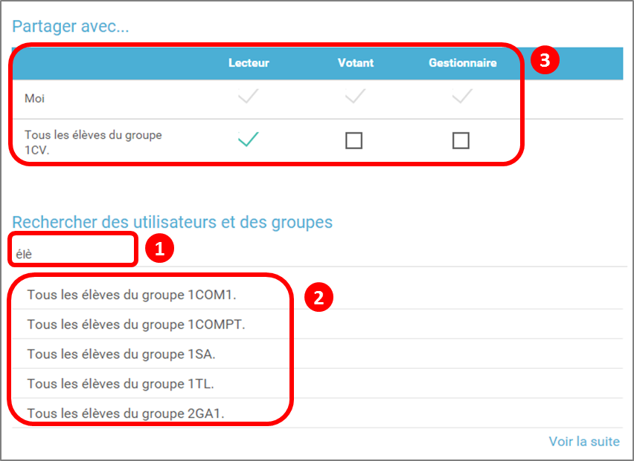 Partager avec...
Lecteur Votant Gestionnaire 3
Moi
Tous les élèves du groupe
1CV.
Rechercher des utilisateurs et des groupes
élè 1
Tous les élèves du groupe 1COM1. 2
Tous les élèves du groupe 1COMPT.
Tous les élèves du groupe 1SA.
Tous les élèves du groupe 1TL.
Tous les élèves du groupe 2GA1.
Voir la suite